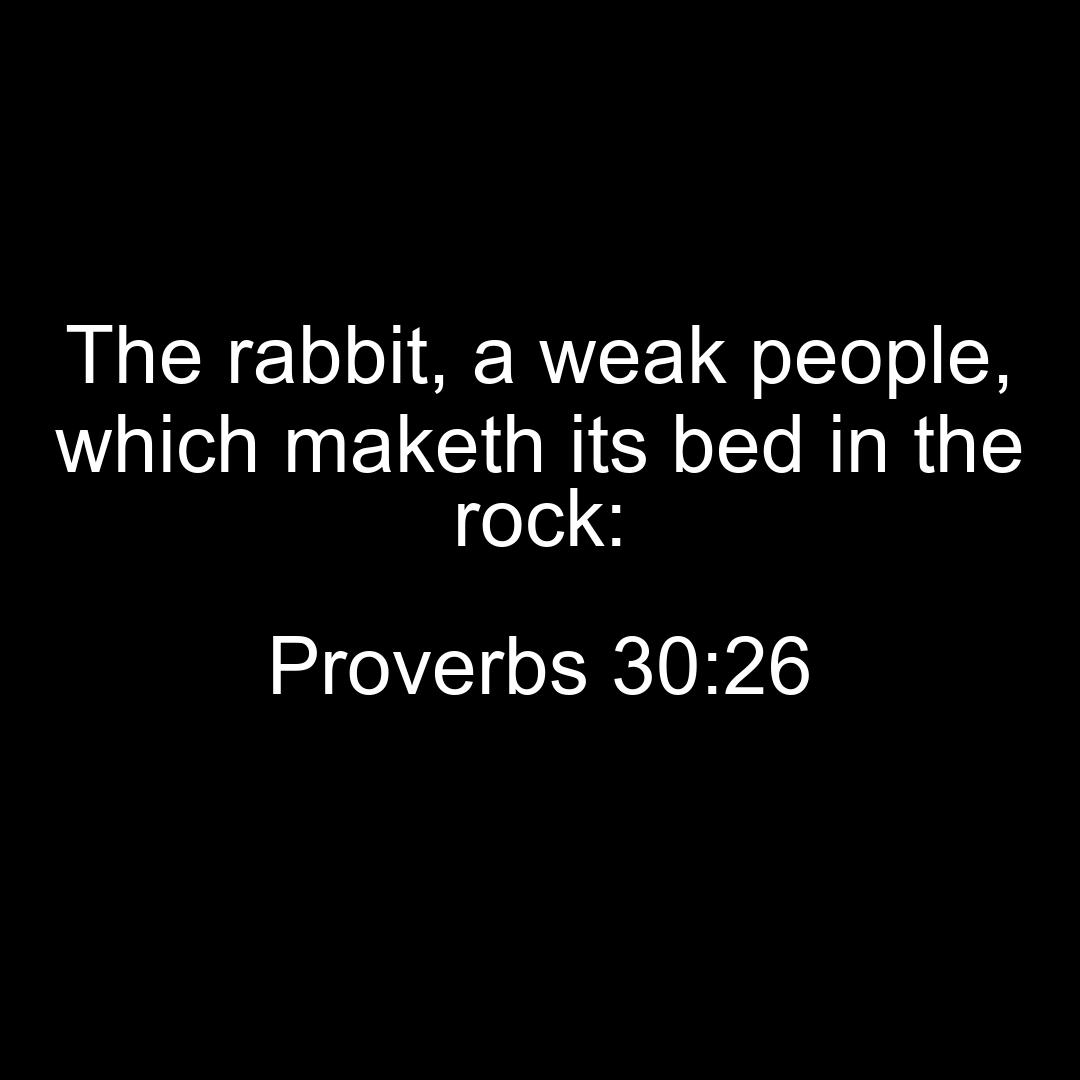 The rabbit, a weak people,
which maketh its bed in the
rock:
Proverbs 30:26